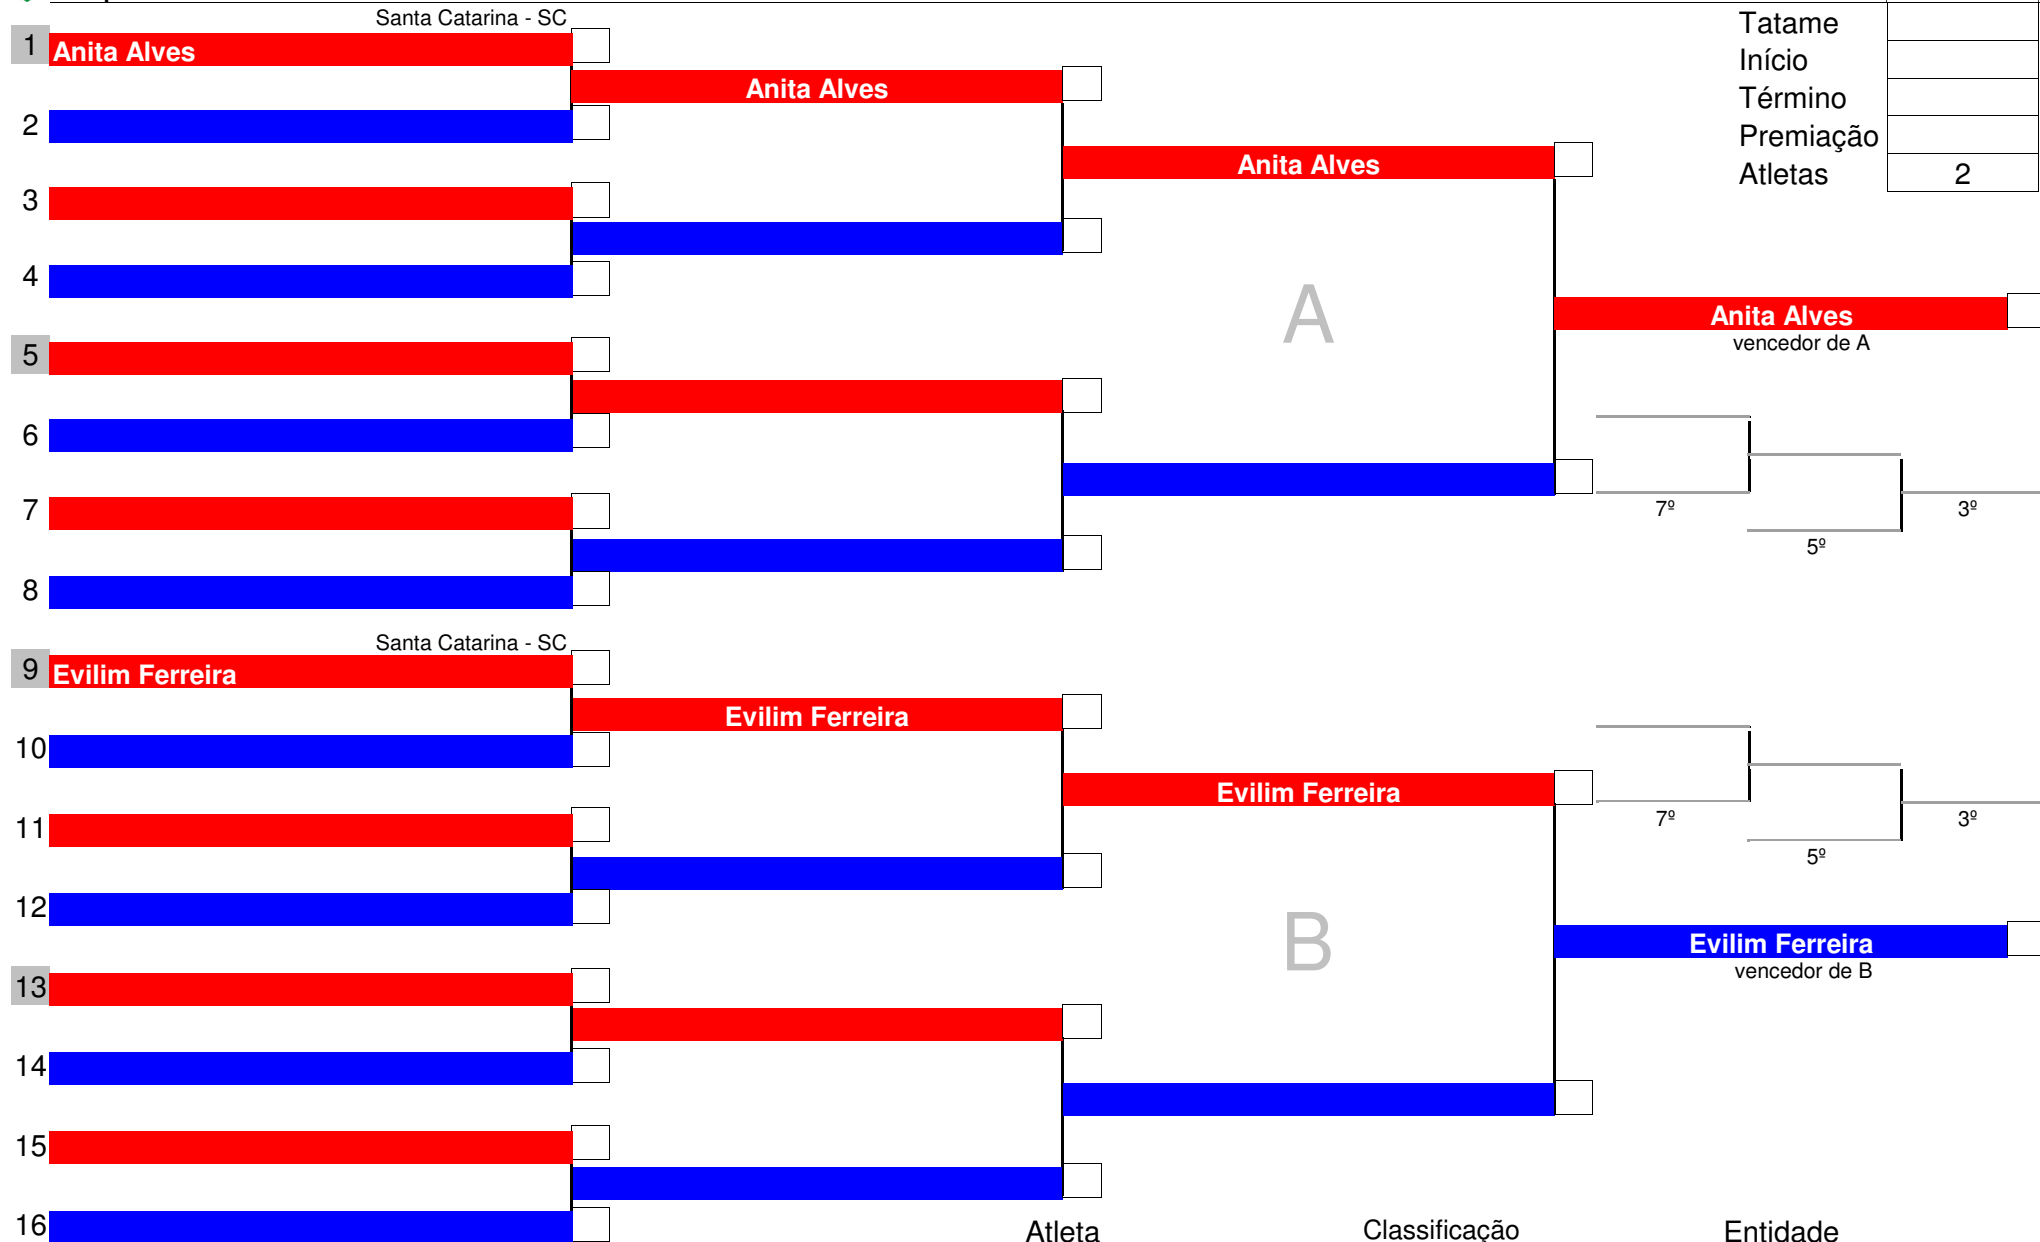 Santa Catarina - SC
Tatame
1 Anita Alves
Início
Anita Alves
Término
2
Premiação
Anita Alves
Atletas 2
3
4
Anita Alves
A
vencedor de A
5
6
7
7º 3º
5º
8
Santa Catarina - SC
9 Evilim Ferreira
Evilim Ferreira
10
Evilim Ferreira
11
7º 3º
5º
12
B
Evilim Ferreira
vencedor de B
13
14
15
16
Atleta Classificação Entidade